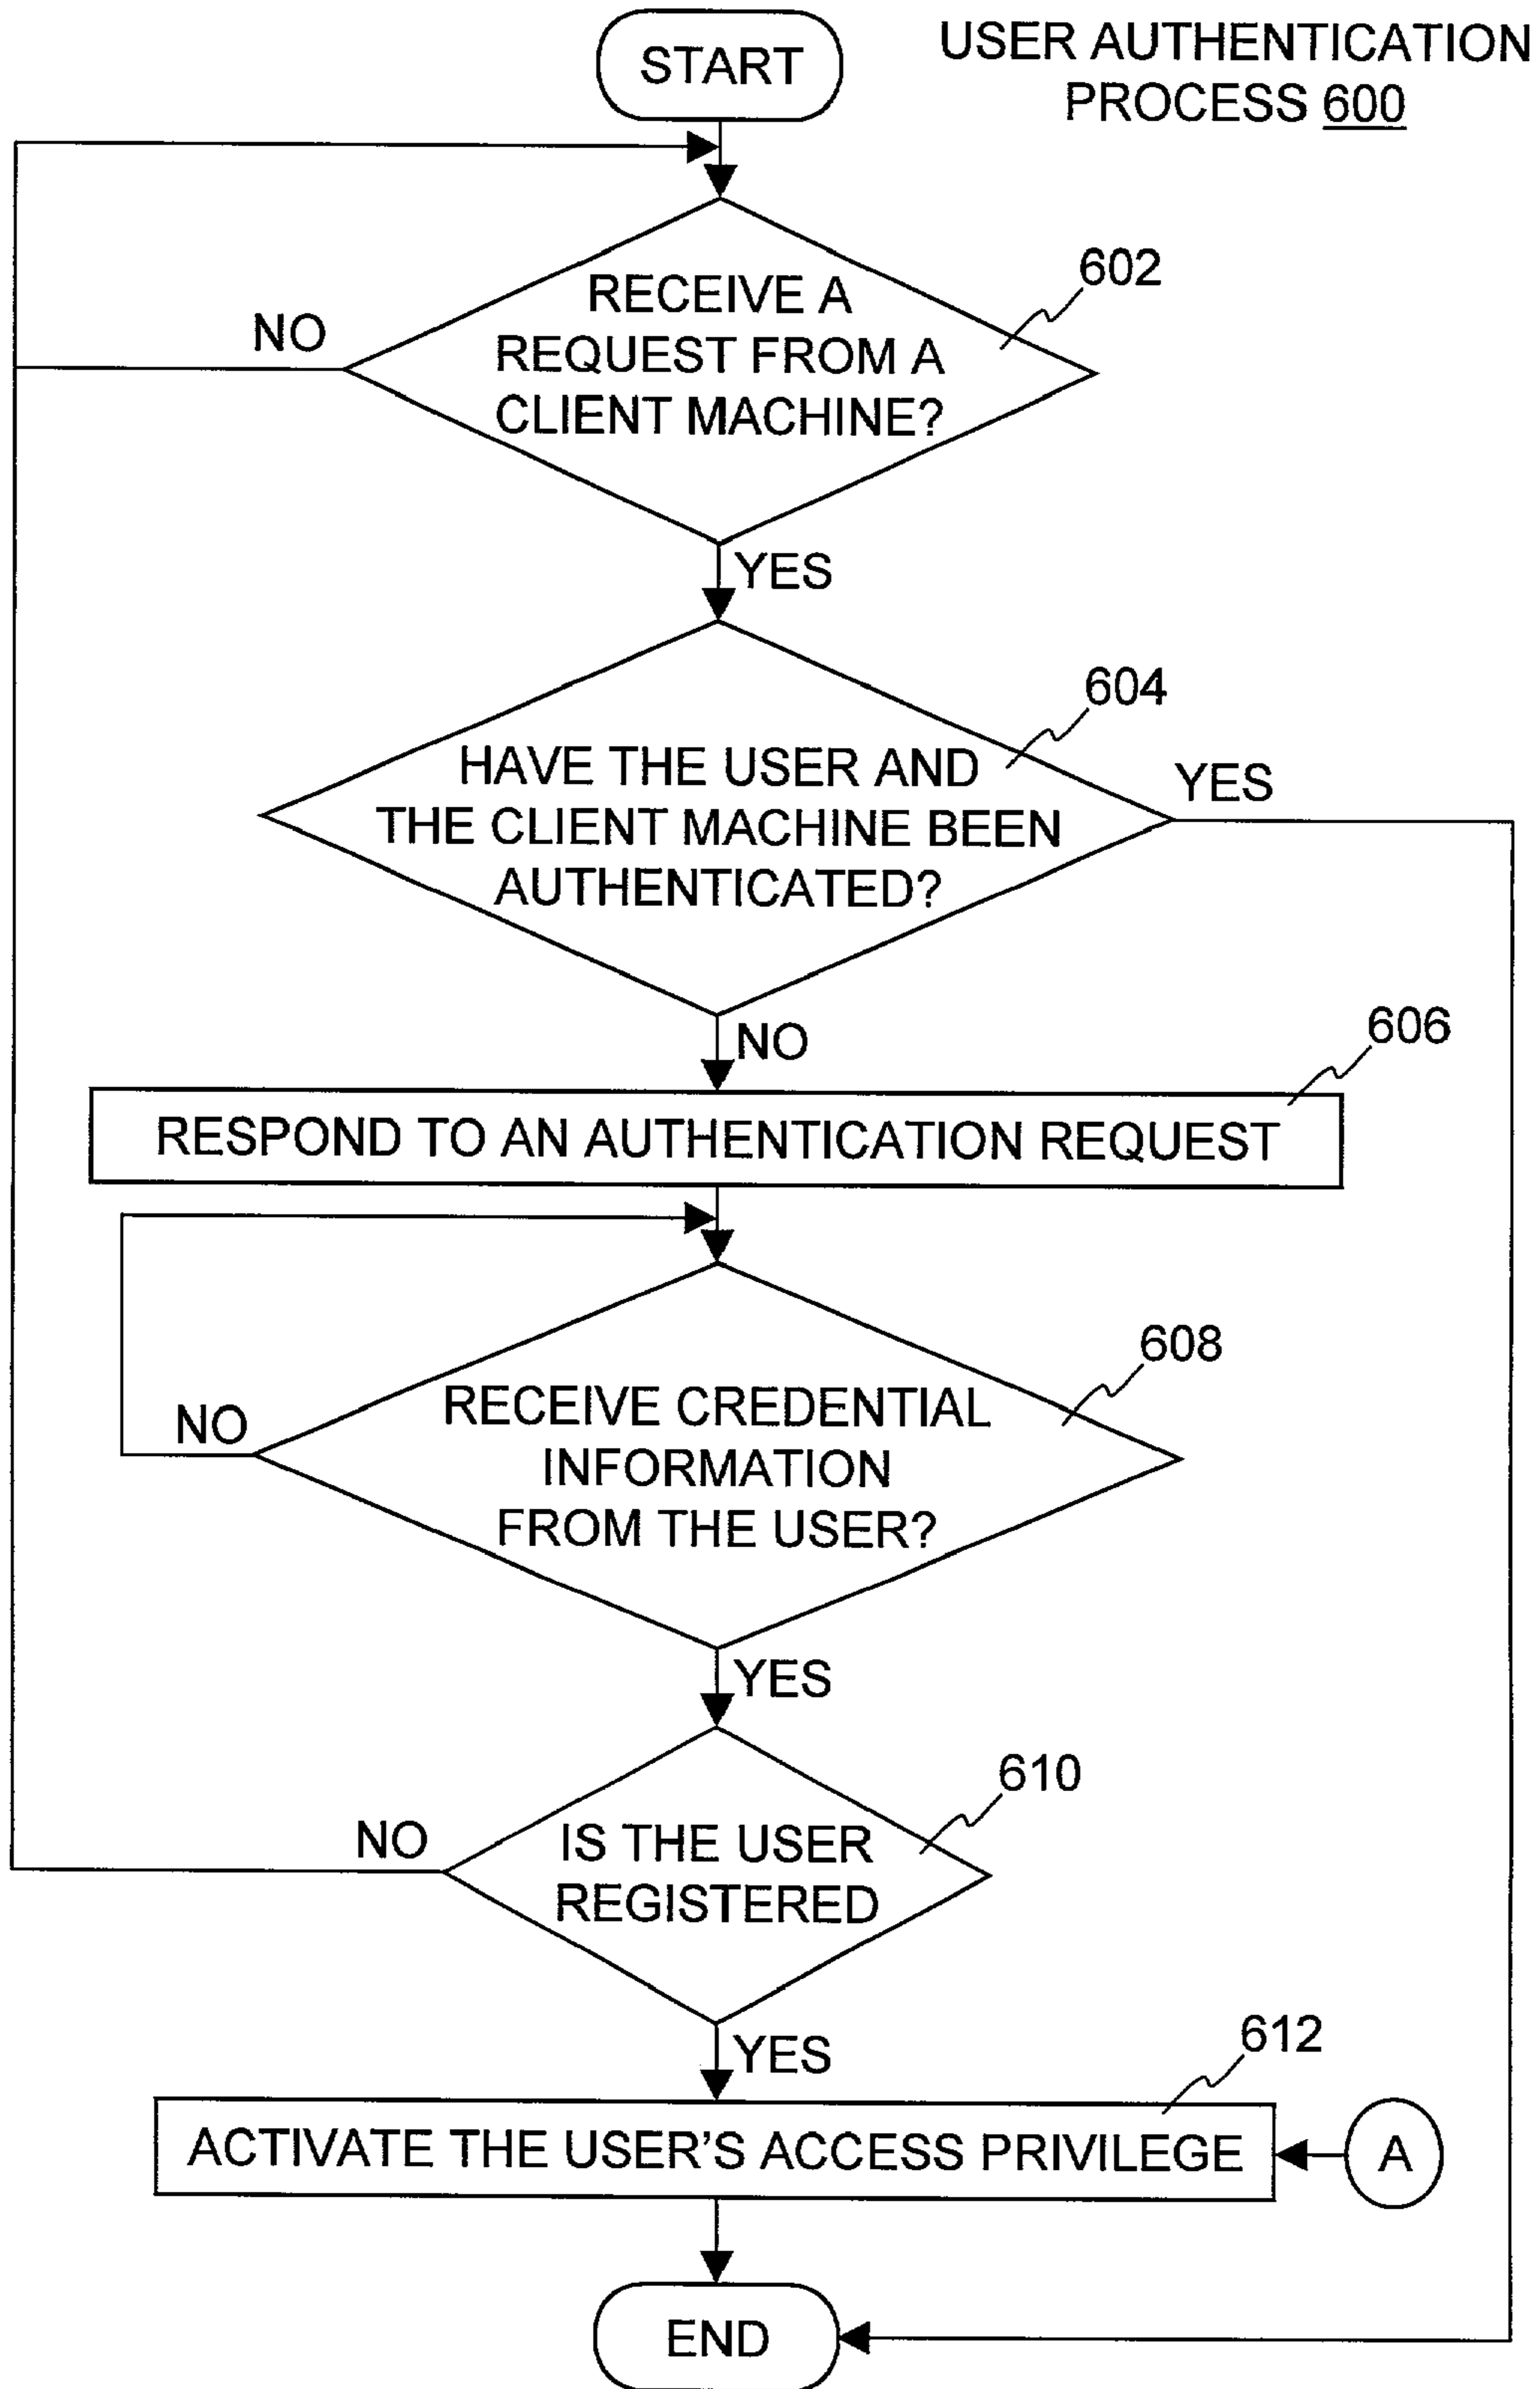 START
USER AUTHENTICATION
PROCESS 600
602
RECEIVE A
REQUEST FROM A
CLIENT MACHINE?
NO
YES
604
HAVE THE USER AND
THE CLIENT MACHINE BEEN
AUTHENTICATED?
YES
NO
606
RESPOND TO AN AUTHENTICATION REQUEST
608
RECEIVE CREDENTIAL
INFORMATION
FROM THE USER?
NO
YES
610
IS THE USER
REGISTERED
NO
YES
612
ACTIVATE THE USER'S ACCESS PRIVILEGE
A
END